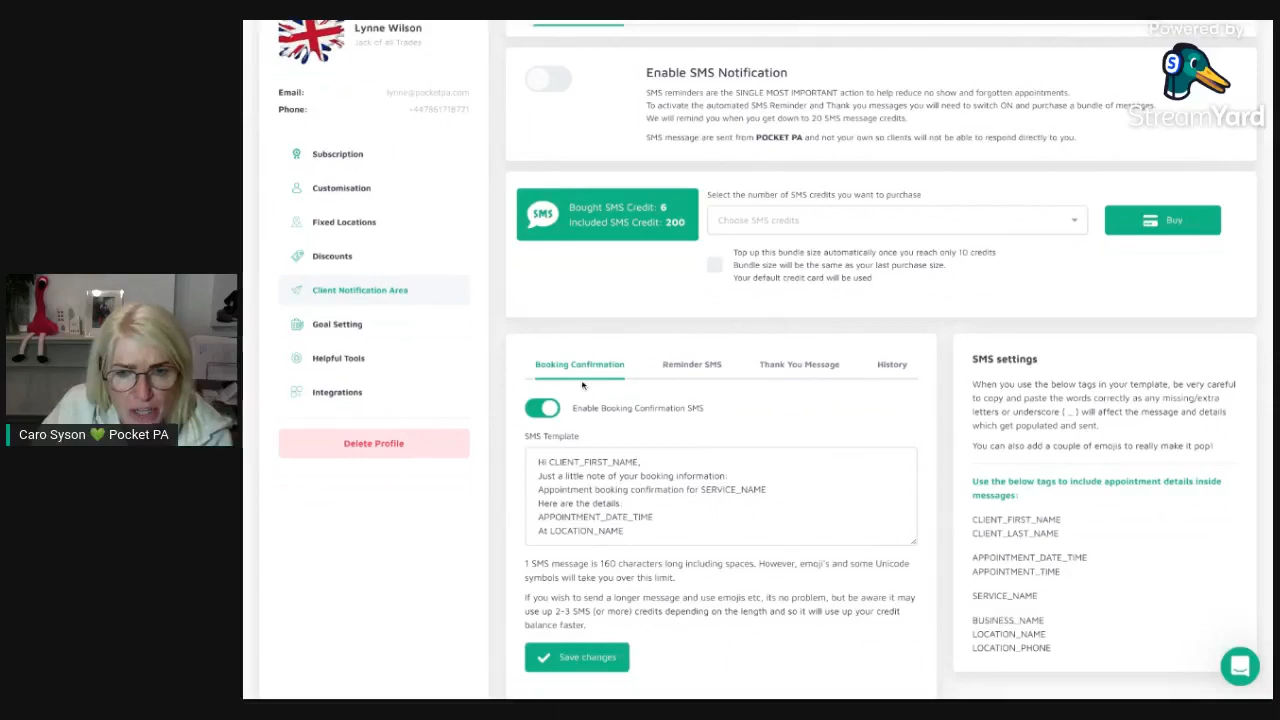 Lynne Wilson
Jack of all Trades
Email: lynne@pocketpa.com
Phone: +447861718771
Subscription
Customisation
Fixed Locations
Discounts
Client Notification Area
Goal Setting
Helpful Tools
Integrations
Delete Profile
Powered by
StreamYard
Enable SMS Notification
SMS reminders are the SINGLE MOST IMPORTANT action to help reduce no show and forgotten appointments.
To activate the automated SMS Reminder and Thank you messages you will need to switch ON and purchase a bundle of messages.
We will remind you when you get down to 20 SMS message credits.
SMS message are sent from POCKET PA and not your own so clients will not be able to respond directly to you.
SMS
Bought SMS Credit: 6
Included SMS Credit: 200
Select the number of SMS credits you want to purchase
Choose SMS credits
Buy
Top up this bundle size automatically once you reach only 10 credits
Bundle size will be the same as your last purchase size.
Your default credit card will be used
Booking Confirmation
Reminder SMS
Thank You Message
History
Enable Booking Confirmation SMS
SMS Template
Hi CLIENT_FIRST_NAME,
Just a little note of your booking information:
Appointment booking confirmation for SERVICE_NAME
Here are the details:
APPOINTMENT_DATE_TIME
At LOCATION_NAME
1 SMS message is 160 characters long including spaces. However, emoji's and some Unicode
symbols will take you over this limit.
If you wish to send a longer message and use emojis etc, its no problem, but be aware it may
use up 2-3 SMS (or more) credits depending on the length and so it will use up your credit
balance faster.
Save changes
SMS settings
When you use the below tags in your template, be very careful
to copy and paste the words correctly as any missing/extra
letters or underscore ( _ ) will affect the message and details
which get populated and sent.
You can also add a couple of emojis to really make it pop!
Use the below tags to include appointment details inside
messages:
CLIENT_FIRST_NAME
CLIENT_LAST_NAME
APPOINTMENT_DATE_TIME
APPOINTMENT_TIME
SERVICE_NAME
BUSINESS_NAME
LOCATION_NAME
LOCATION_PHONE
Caro Syson 💚 Pocket PA